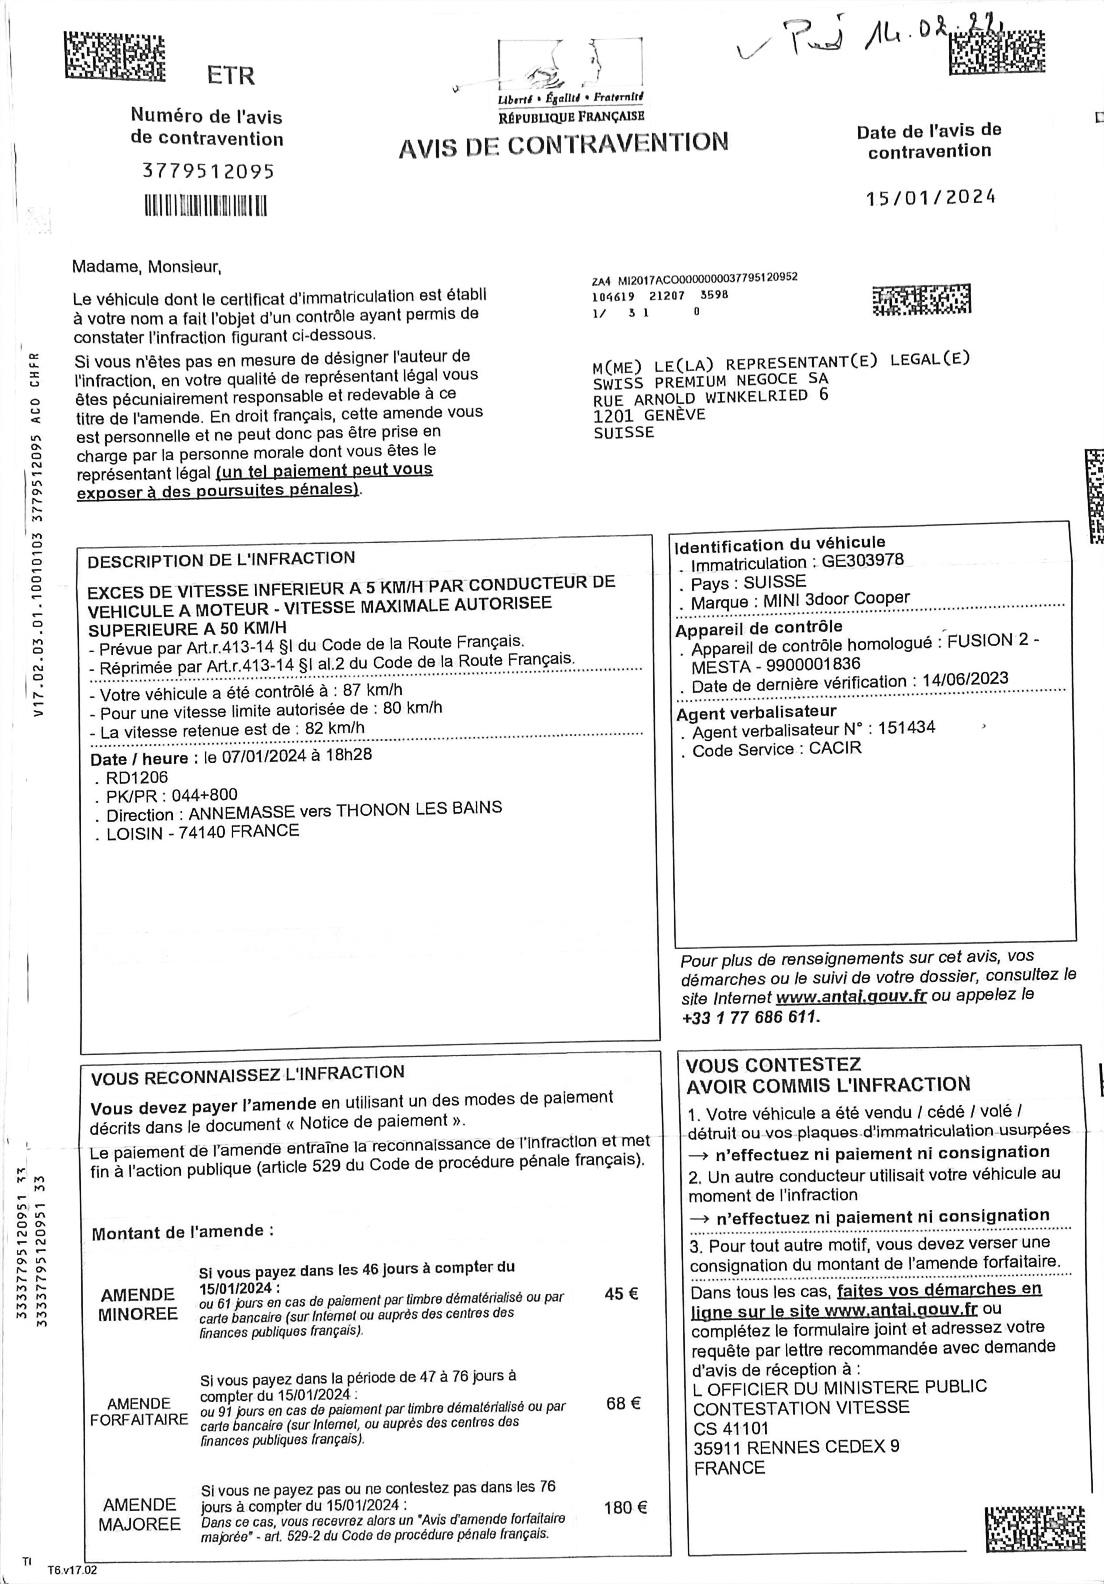 14.02.22
ETR
Numéro de l'avis
de contravention
3779512095
Liberté • Égalité • Fraternité
RÉPUBLIQUE FRANÇAISE
AVIS DE CONTRAVENTION
Date de l'avis de
contravention
15/01/2024
Madame, Monsieur,
Le véhicule dont le certificat d'immatriculation est établi
à votre nom a fait l'objet d'un contrôle ayant permis de
constater l'infraction figurant ci-dessous.
Si vous n'êtes pas en mesure de désigner l'auteur de
l'infraction, en votre qualité de représentant légal vous
êtes pécuniairement responsable et redevable à ce
titre de l'amende. En droit français, cette amende vous
est personnelle et ne peut donc pas être prise en
charge par la personne morale dont vous êtes le
représentant légal (un tel paiement peut vous
exposer à des poursuites pénales).
ZA4 MI2017ACO0000000037795120952
104619 21207 3598
1/ 3 1 0
M(ME) LE(LA) REPRESENTANT(E) LEGAL(E)
SWISS PREMIUM NEGOCE SA
RUE ARNOLD WINKELRIED 6
1201 GENÈVE
SUISSE
V17.02.03.01.10010103 3779512095 ACO CHFR
DESCRIPTION DE L'INFRACTION
EXCES DE VITESSE INFERIEUR A 5 KM/H PAR CONDUCTEUR DE
VEHICULE A MOTEUR - VITESSE MAXIMALE AUTORISEE
SUPERIEURE A 50 KM/H
- Prévue par Art.r.413-14 §I du Code de la Route Français.
- Réprimée par Art.r.413-14 §I al.2 du Code de la Route Français.
- Votre véhicule a été contrôlé à : 87 km/h
- Pour une vitesse limite autorisée de : 80 km/h
- La vitesse retenue est de : 82 km/h
Date / heure : le 07/01/2024 à 18h28
. RD1206
. PK/PR : 044+800
. Direction : ANNEMASSE vers THONON LES BAINS
. LOISIN - 74140 FRANCE
Identification du véhicule
. Immatriculation : GE303978
. Pays : SUISSE
. Marque : MINI 3door Cooper
Appareil de contrôle
. Appareil de contrôle homologué : FUSION 2 -
MESTA - 9900001836
. Date de dernière vérification : 14/06/2023
Agent verbalisateur
. Agent verbalisateur N° : 151434
. Code Service : CACIR
Pour plus de renseignements sur cet avis, vos
démarches ou le suivi de votre dossier, consultez le
site Internet www.antai.gouv.fr ou appelez le
+33 1 77 686 611.
VOUS RECONNAISSEZ L'INFRACTION
Vous devez payer l'amende en utilisant un des modes de paiement
décrits dans le document « Notice de paiement ».
Le paiement de l'amende entraîne la reconnaissance de l'infraction et met
fin à l'action publique (article 529 du Code de procédure pénale français).
Montant de l'amende :
AMENDE
MINOREE
Si vous payez dans les 46 jours à compter du
15/01/2024 :
ou 61 jours en cas de paiement par timbre dématérialisé ou par
carte bancaire (sur Internet ou auprès des centres des
finances publiques français).
45 €
AMENDE
FORFAITAIRE
Si vous payez dans la période de 47 à 76 jours à
compter du 15/01/2024 :
ou 91 jours en cas de paiement par timbre dématérialisé ou par
carte bancaire (sur Internet, ou auprès des centres des
finances publiques français).
68 €
AMENDE
MAJOREE
Si vous ne payez pas ou ne contestez pas dans les 76
jours à compter du 15/01/2024 :
Dans ce cas, vous recevrez alors un "Avis d'amende forfaitaire
majorée" - art. 529-2 du Code de procédure pénale français.
180 €
VOUS CONTESTEZ
AVOIR COMMIS L'INFRACTION
1. Votre véhicule a été vendu / cédé / volé /
détruit ou vos plaques d'immatriculation usurpées
→ n'effectuez ni paiement ni consignation
2. Un autre conducteur utilisait votre véhicule au
moment de l'infraction
→ n'effectuez ni paiement ni consignation
3. Pour tout autre motif, vous devez verser une
consignation du montant de l'amende forfaitaire.
Dans tous les cas, faites vos démarches en
ligne sur le site www.antai.gouv.fr ou
complétez le formulaire joint et adressez votre
requête par lettre recommandée avec demande
d'avis de réception à :
L OFFICIER DU MINISTERE PUBLIC
CONTESTATION VITESSE
CS 41101
35911 RENNES CEDEX 9
FRANCE
33337795120951 33
33337795120951 33
TI
T6.v17.02